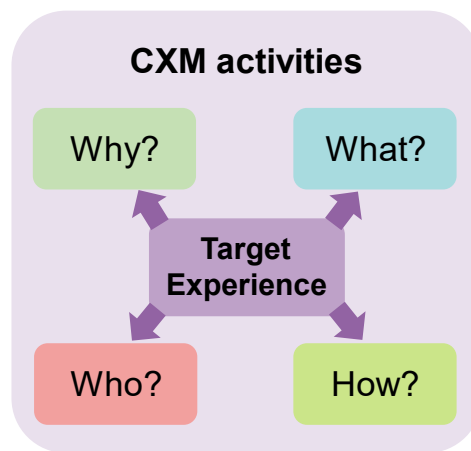 CXM activities
Why?
What?
Target
Experience
Who?
How?